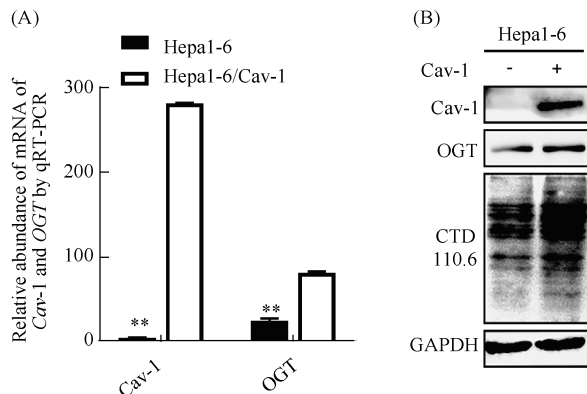 (A)
Hepa1-6
Hepa1-6/Cav-1
Relative abundance of mRNA of
Cav-1 and OGT by qRT-PCR
300
200
100
0
**
**
Cav-1
OGT
(B)
Hepa1-6
Cav-1 - +
Cav-1
OGT
CTD
110.6
GAPDH